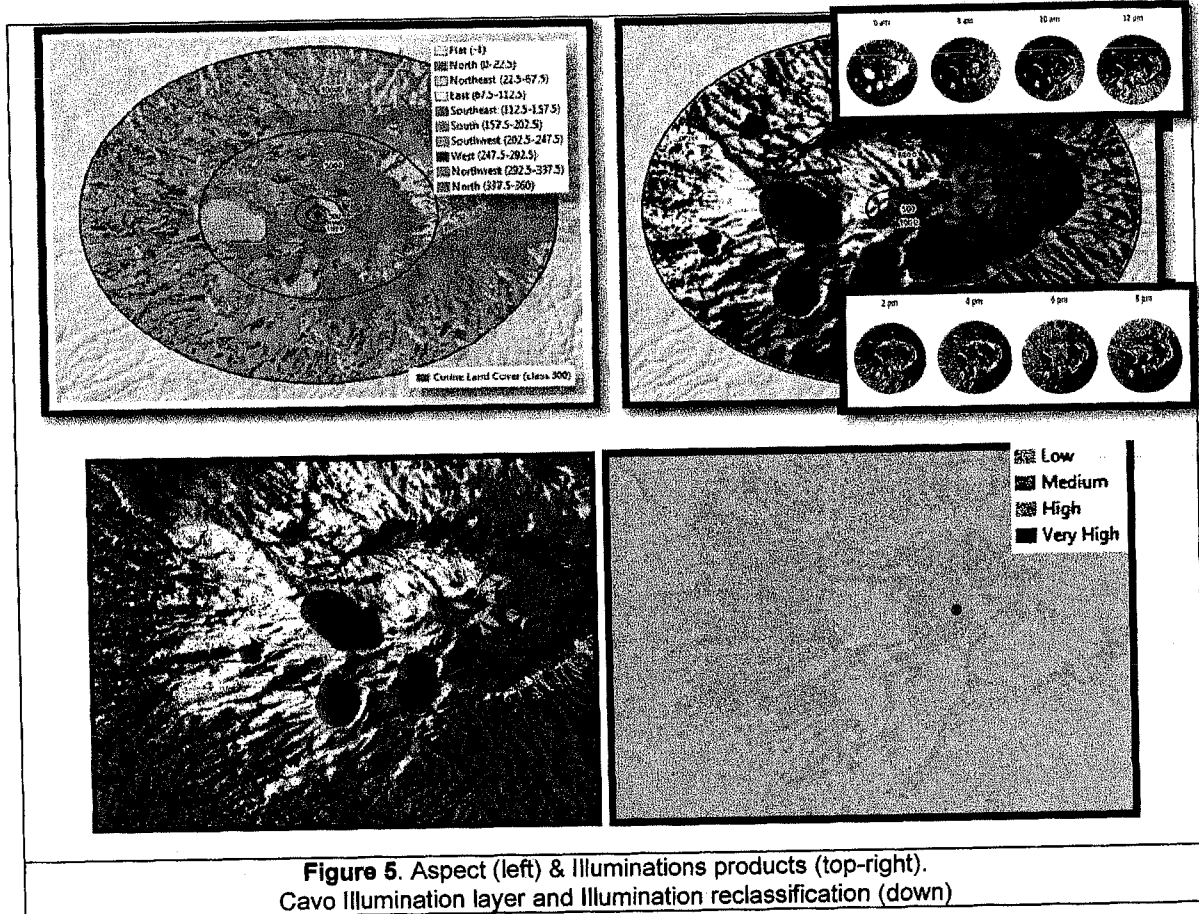 Flat (-1)
North (0-22.5)
Northeast (22.5-67.5)
East (67.5-112.5)
Southeast (112.5-157.5)
South (157.5-202.5)
Southwest (202.5-247.5)
West (247.5-292.5)
Northwest (292.5-337.5)
North (337.5-360)
Corine Land Cover (class 300)
6 am 8 am 10 am 12 pm
2 pm 4 pm 6 pm 8 pm
Low
Medium
High
Very High
Figure 5. Aspect (left) & Illuminations products (top-right).
Cavo Illumination layer and Illumination reclassification (down)